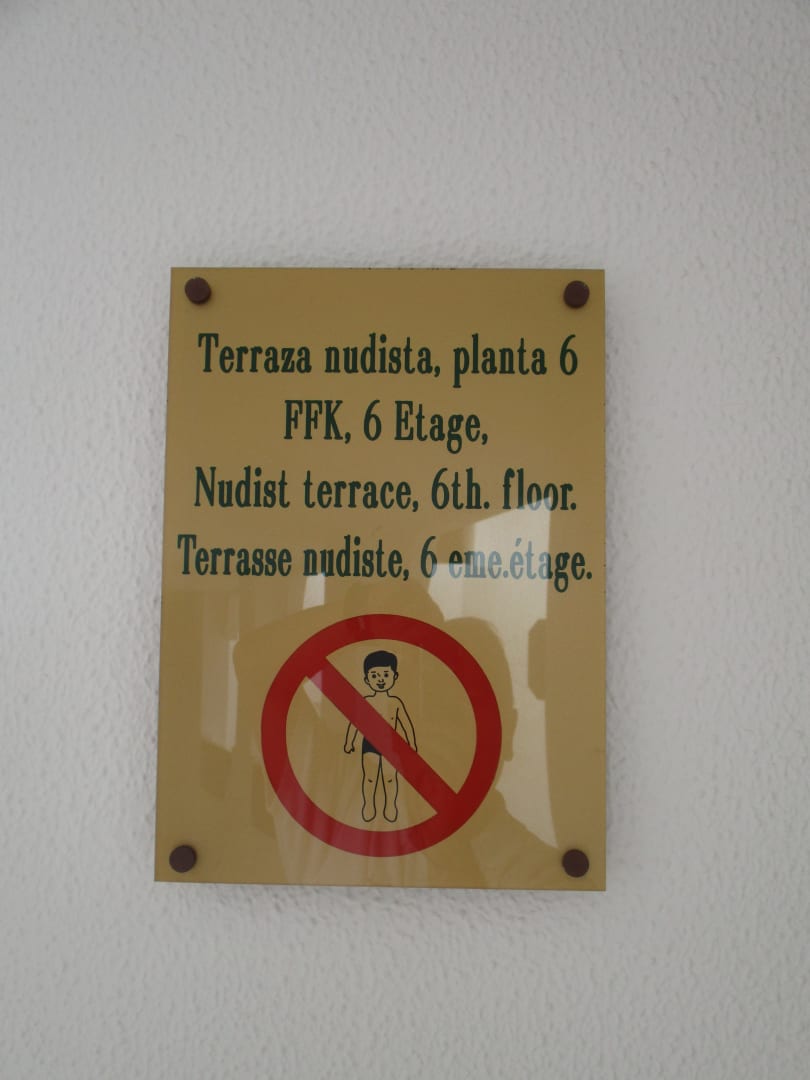 Terraza nudista, planta 6
FFK, 6 Etage,
Nudist terrace, 6th. floor.
Terrasse nudiste, 6 eme.étage.